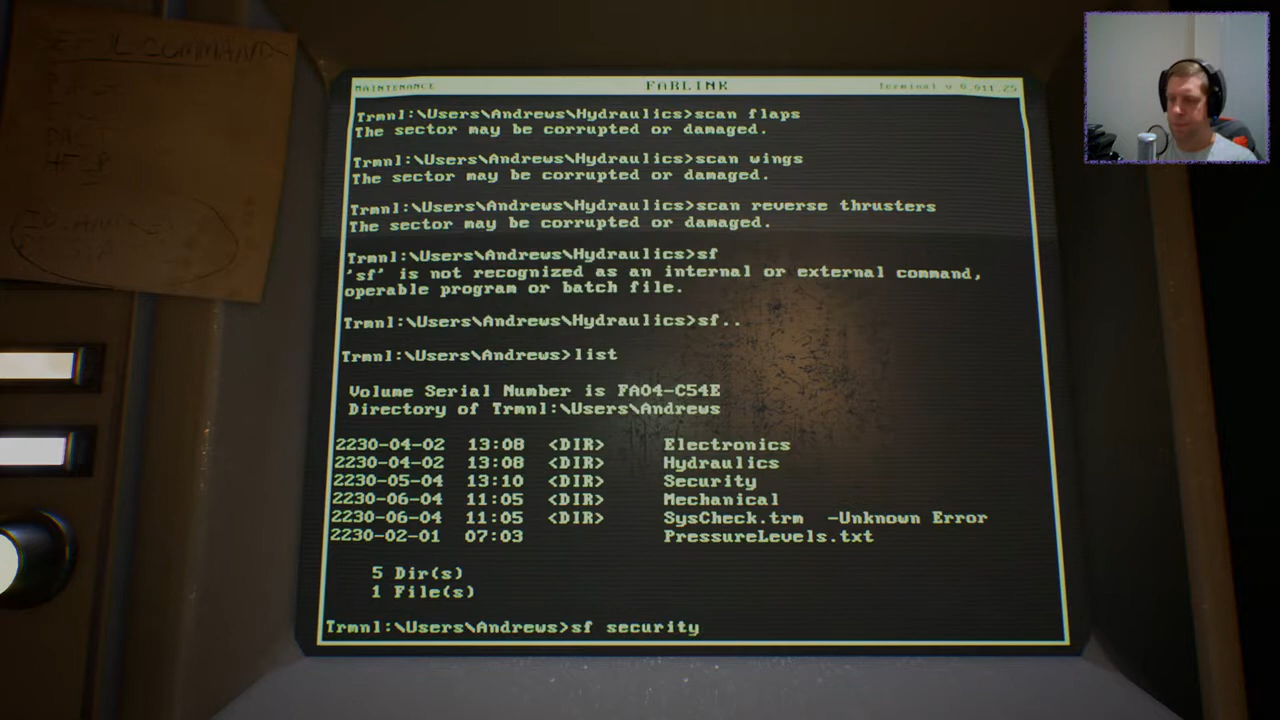 MAINTENANCE FARLINK Terminal v 6.011.25
Trmnl:\Users\Andrews\Hydraulics>scan flaps
The sector may be corrupted or damaged.
Trmnl:\Users\Andrews\Hydraulics>scan wings
The sector may be corrupted or damaged.
Trmnl:\Users\Andrews\Hydraulics>scan reverse thrusters
The sector may be corrupted or damaged.
Trmnl:\Users\Andrews\Hydraulics>sf
'sf' is not recognized as an internal or external command,
operable program or batch file.
Trmnl:\Users\Andrews\Hydraulics>sf..
Trmnl:\Users\Andrews>list
Volume Serial Number is FA04-C54E
Directory of Trmnl:\Users\Andrews
2230-04-02 13:08 <DIR> Electronics
2230-04-02 13:08 <DIR> Hydraulics
2230-05-04 13:10 <DIR> Security
2230-06-04 11:05 <DIR> Mechanical
2230-06-04 11:05 <DIR> SysCheck.trm -Unknown Error
2230-02-01 07:03 PressureLevels.txt
5 Dir(s)
1 File(s)
Trmnl:\Users\Andrews>sf security